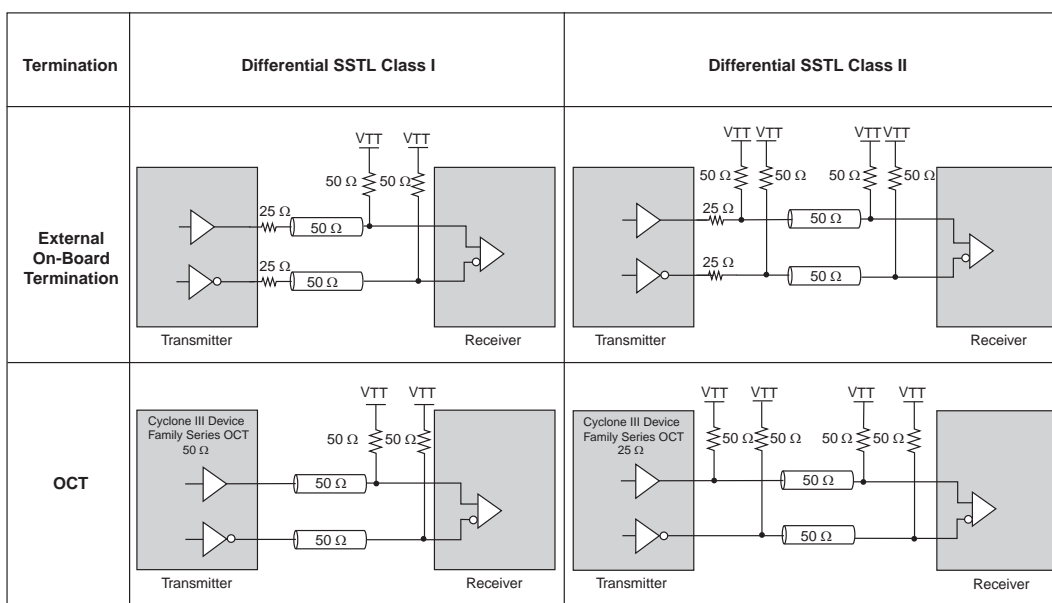 Termination
Differential SSTL Class I
Differential SSTL Class II
External
On-Board
Termination
VTT VTT
50 Ω 50 Ω
25 Ω
50 Ω
25 Ω
50 Ω
Transmitter
Receiver
VTT VTT VTT VTT
50 Ω 50 Ω 50 Ω 50 Ω
25 Ω
50 Ω
25 Ω
50 Ω
Transmitter
Receiver
OCT
Cyclone III Device
Family Series OCT
50 Ω
VTT VTT
50 Ω 50 Ω
50 Ω
50 Ω
Transmitter
Receiver
Cyclone III Device
Family Series OCT
25 Ω
VTT VTT VTT VTT
50 Ω 50 Ω 50 Ω 50 Ω
50 Ω
50 Ω
Transmitter
Receiver